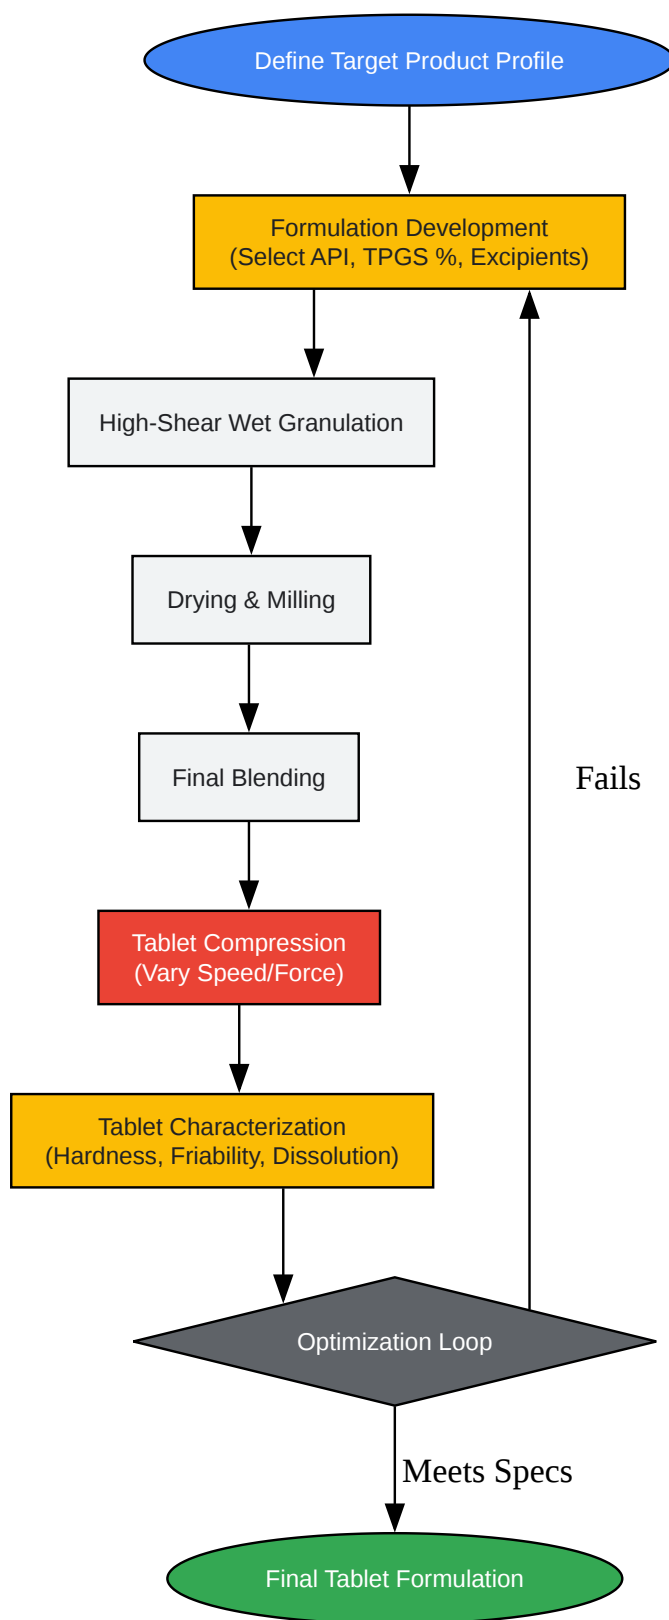 Define Target Product Profile
Formulation Development
(Select API, TPGS %, Excipients)
High-Shear Wet Granulation
Drying & Milling
Final Blending
Fails
Tablet Compression
(Vary Speed/Force)
Tablet Characterization
(Hardness, Friability, Dissolution)
Optimization Loop
Meets Specs
Final Tablet Formulation